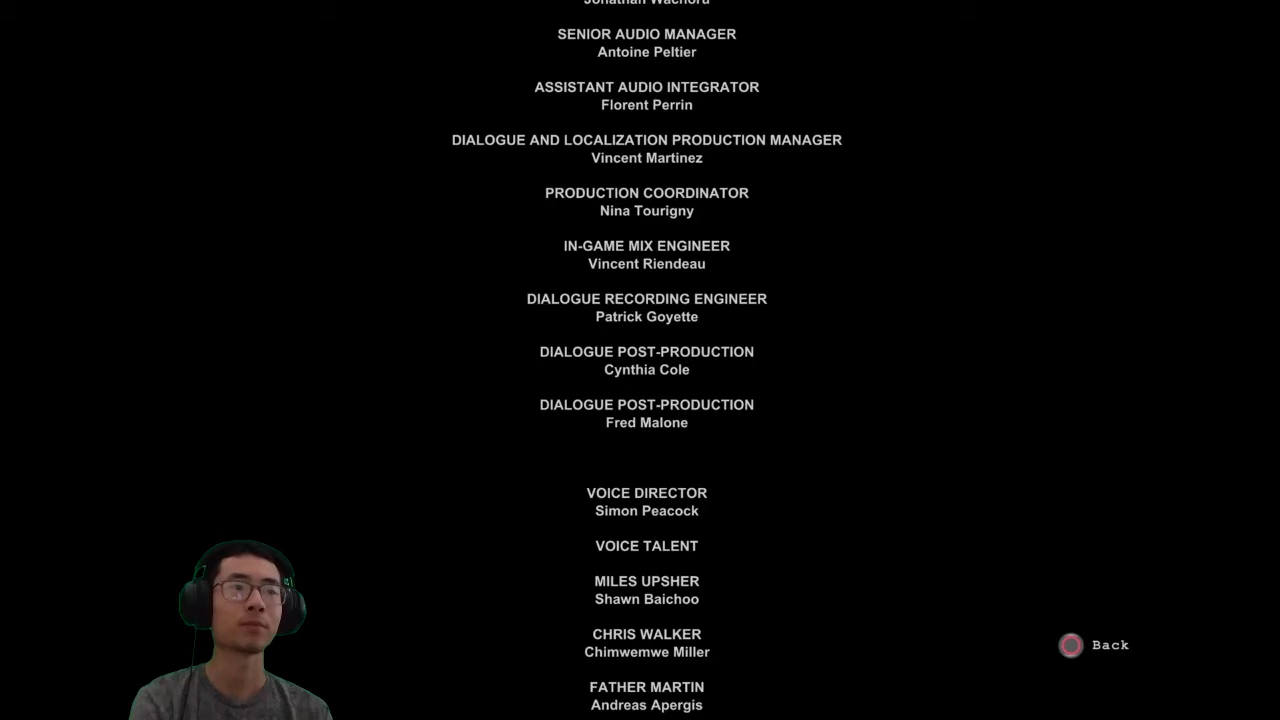 SENIOR AUDIO MANAGER
Antoine Peltier
ASSISTANT AUDIO INTEGRATOR
Florent Perrin
DIALOGUE AND LOCALIZATION PRODUCTION MANAGER
Vincent Martinez
PRODUCTION COORDINATOR
Nina Tourigny
IN-GAME MIX ENGINEER
Vincent Riendeau
DIALOGUE RECORDING ENGINEER
Patrick Goyette
DIALOGUE POST-PRODUCTION
Cynthia Cole
DIALOGUE POST-PRODUCTION
Fred Malone
VOICE DIRECTOR
Simon Peacock
VOICE TALENT
MILES UPSHER
Shawn Baichoo
CHRIS WALKER
Chimwemwe Miller
Back
FATHER MARTIN
Andreas Apergis